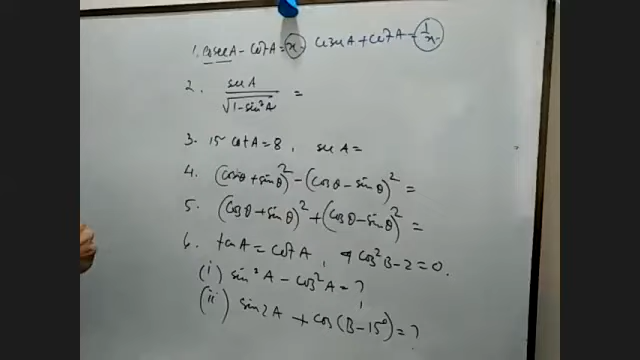 1. cosecA - cotA = x - cosecA + cotA = 1/x -
2. secA / √(1-sin²A) =
3. 15 cotA = 8, secA =
4. (cosθ + sinθ)² - (cosθ - sinθ)² =
5. (cosθ + sinθ)² + (cosθ - sinθ)² =
6. tanA = cotA, 4cos²B - 2 = 0.
(i) sin²A - cos²A = ?
(ii) sin2A + cos(B - 15°) = ?